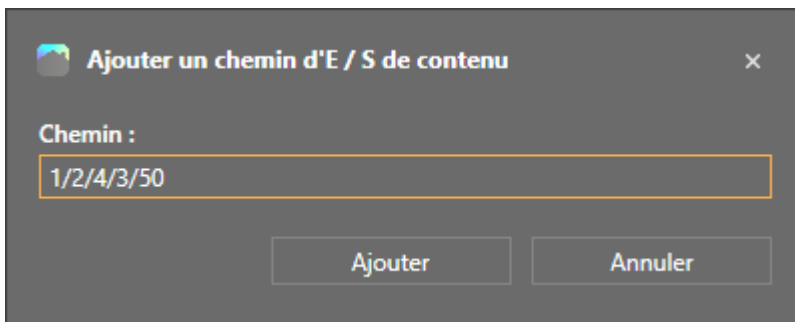 Ajouter un chemin d'E / S de contenu
Chemin :
1/2/4/3/50
Ajouter Annuler